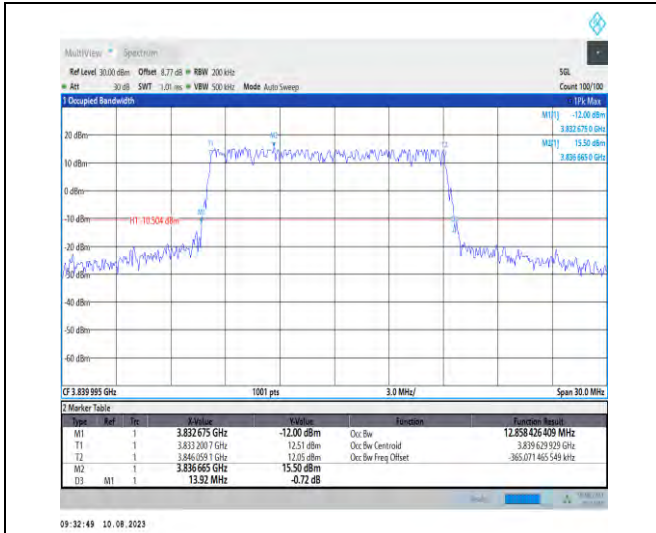 MultiView Spectrum
Ref Level 30.00 dBm Offset 8.77 dB RBW 200 kHz SGL
Att 30 dB SWT 1.01 ms VBW 500 kHz Mode Auto Sweep Count 100/100
1 Occupied Bandwidth 1Pk Max
M1[1] -12.00 dBm
3.832 675 0 GHz
M2[1] 15.50 dBm
3.836 665 0 GHz
20 dBm
T1 M2 T2
10 dBm
0 dBm
-10 dBm H1 -10.504 dBm
-20 dBm
-30 dBm
-40 dBm
-50 dBm
-60 dBm
CF 3.839 995 GHz 1001 pts 3.0 MHz/ Span 30.0 MHz
2 Marker Table
Type Ref Trc X-Value Y-Value Function Function Result
M1 1 3.832 675 GHz -12.00 dBm Occ Bw 12.858 426 409 MHz
T1 1 3.833 200 7 GHz 12.51 dBm Occ Bw Centroid 3.839 629 929 GHz
T2 1 3.846 059 1 GHz 12.05 dBm Occ Bw Freq Offset -365.071 465 549 kHz
M2 1 3.836 665 GHz 15.50 dBm
D3 M1 1 13.92 MHz -0.72 dB
09:32:49 10.08.2023